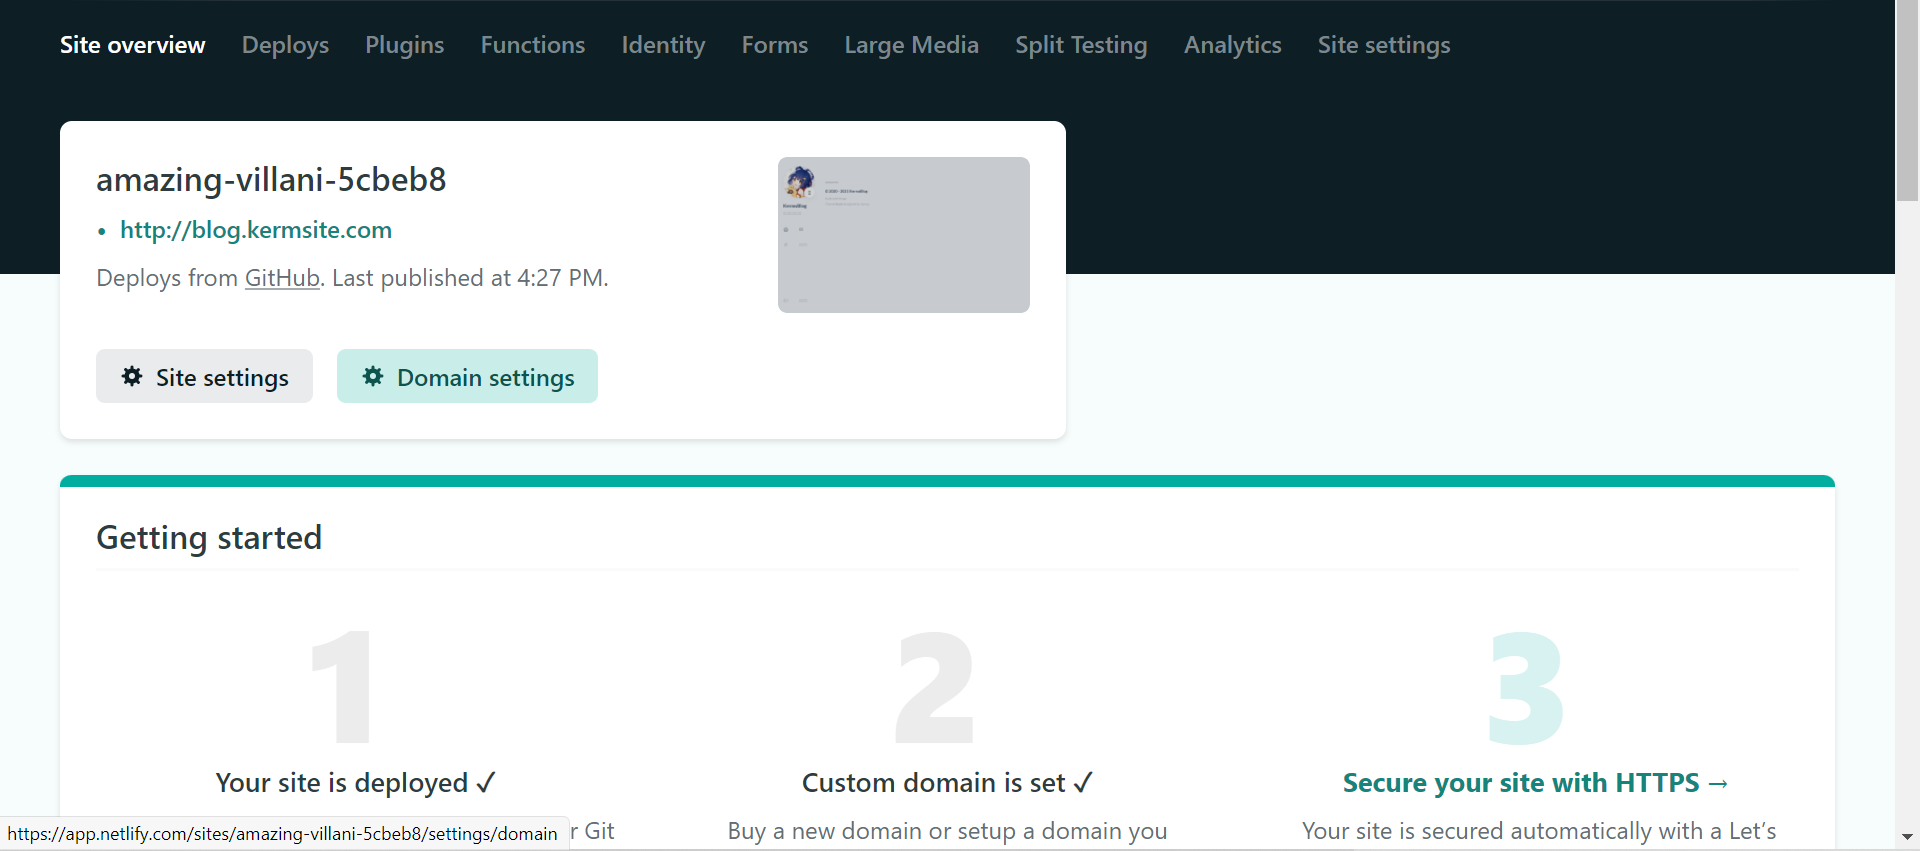 Site overview Deploys Plugins Functions Identity Forms Large Media Split Testing Analytics Site settings
amazing-villani-5cbeb8
• http://blog.kermsite.com
Deploys from GitHub. Last published at 4:27 PM.
Site settings Domain settings
Getting started
1 2 3
Your site is deployed ✓ Custom domain is set ✓ Secure your site with HTTPS →
r Git Buy a new domain or setup a domain you Your site is secured automatically with a Let’s
https://app.netlify.com/sites/amazing-villani-5cbeb8/settings/domain